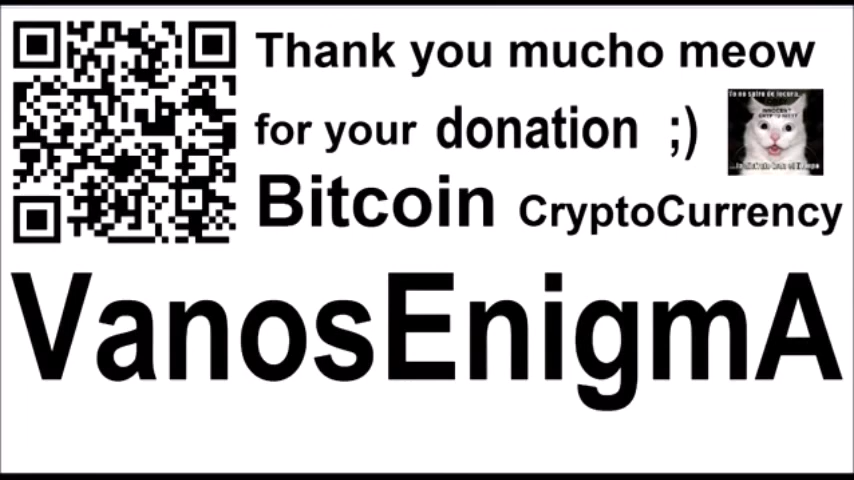 Thank you mucho meow
for your donation ;)
Bitcoin CryptoCurrency
VanosEnigmA